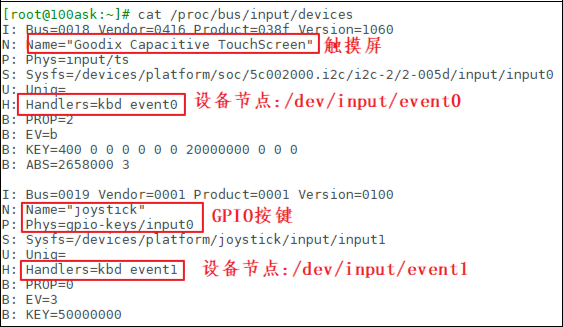 [root@100ask:~]# cat /proc/bus/input/devices
I: Bus=0018 Vendor=0416 Product=038f Version=1060
N: Name="Goodix Capacitive TouchScreen" 触摸屏
P: Phys=input/ts
S: Sysfs=/devices/platform/soc/5c002000.i2c/i2c-2/2-005d/input/input0
U: Uniq=
H: Handlers=kbd event0 设备节点:/dev/input/event0
B: PROP=2
B: EV=b
B: KEY=400 0 0 0 0 0 0 20000000 0 0 0
B: ABS=2658000 3
I: Bus=0019 Vendor=0001 Product=0001 Version=0100
N: Name="joystick"
GPIO按键
P: Phys=gpio-keys/input0
S: Sysfs=/devices/platform/joystick/input/input1
U: Uniq=
H: Handlers=kbd event1 设备节点:/dev/input/event1
B: PROP=0
B: EV=3
B: KEY=50000000